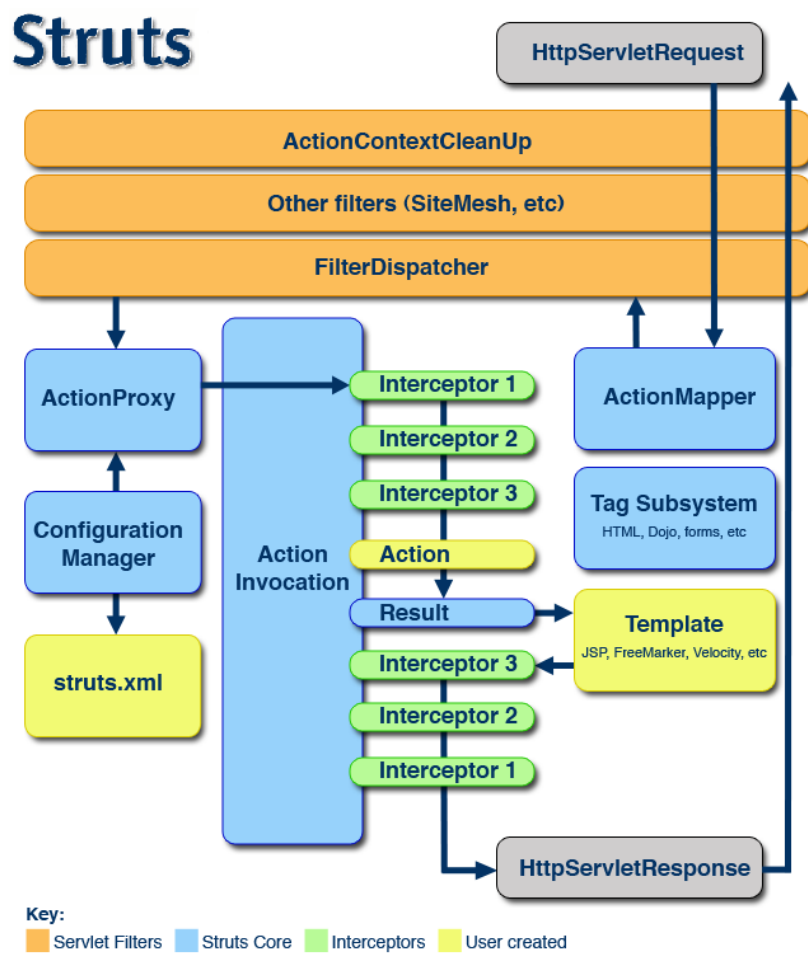 Struts
HttpServletRequest
ActionContextCleanUp
Other filters (SiteMesh, etc)
FilterDispatcher
ActionProxy
Interceptor 1
ActionMapper
Interceptor 2
Interceptor 3
Tag Subsystem
HTML, Dojo, forms, etc
Configuration
Manager
Action
Invocation
Action
Result
Template
JSP, FreeMarker, Velocity, etc
struts.xml
Interceptor 3
Interceptor 2
Interceptor 1
HttpServletResponse
Key:
Servlet Filters
Struts Core
Interceptors
User created